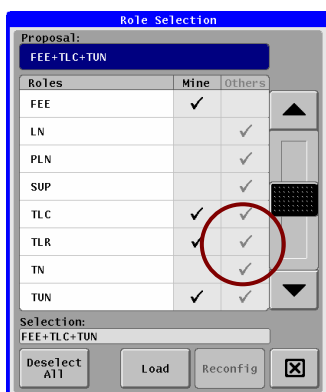 Role Selection
Proposal:
FEE+TLC+TUN
Roles Mine Others
FEE ✓
LN ✓
PLN ✓
SUP ✓
TLC ✓ ✓
TLR ✓ ✓
TN ✓
TUN ✓ ✓
Selection:
FEE+TLC+TUN
Deselect
All
Load
Reconfig